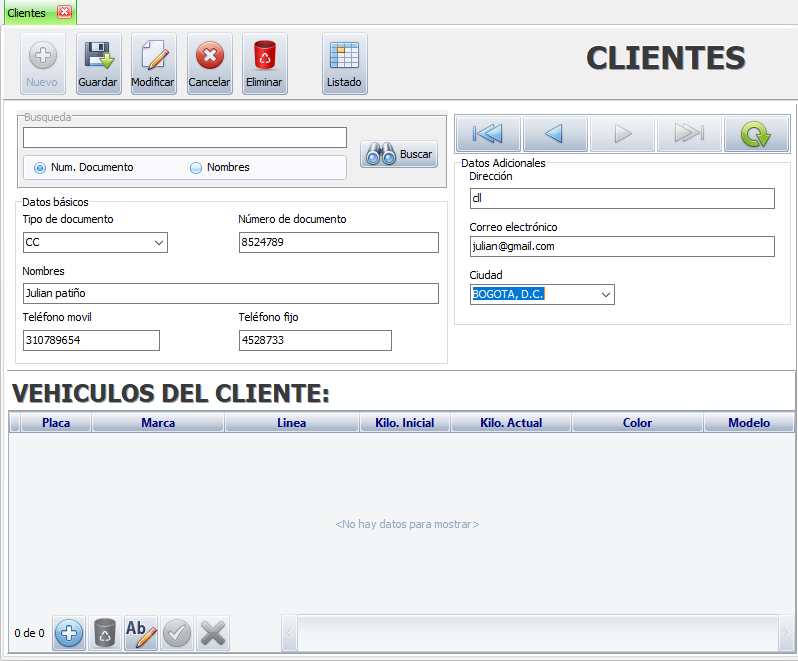 Clientes
Nuevo Guardar Modificar Cancelar Eliminar Listado
CLIENTES
Busqueda
Num. Documento Nombres
Buscar
Datos básicos
Tipo de documento Número de documento
CC 8524789
Nombres
Julian patiño
Teléfono movil Teléfono fijo
310789654 4528733
Datos Adicionales
Dirección
cll
Correo electrónico
julian@gmail.com
Ciudad
BOGOTA, D.C.
VEHICULOS DEL CLIENTE:
Placa Marca Linea Kilo. Inicial Kilo. Actual Color Modelo
<No hay datos para mostrar>
0 de 0 Ab